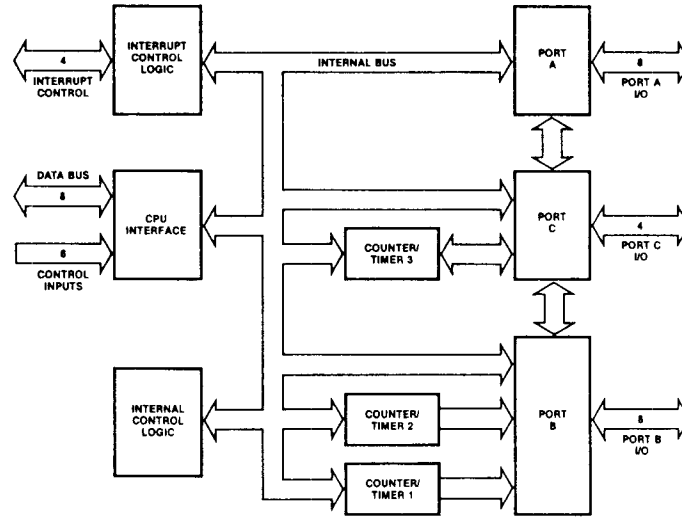 INTERRUPT
CONTROL
LOGIC
4
INTERRUPT
CONTROL
INTERNAL BUS
PORT
A
8
PORT A
I/O
DATA BUS
8
6
CONTROL
INPUTS
CPU
INTERFACE
COUNTER/
TIMER 3
PORT
C
4
PORT C
I/O
INTERNAL
CONTROL
LOGIC
COUNTER/
TIMER 2
COUNTER/
TIMER 1
PORT
B
8
PORT B
I/O